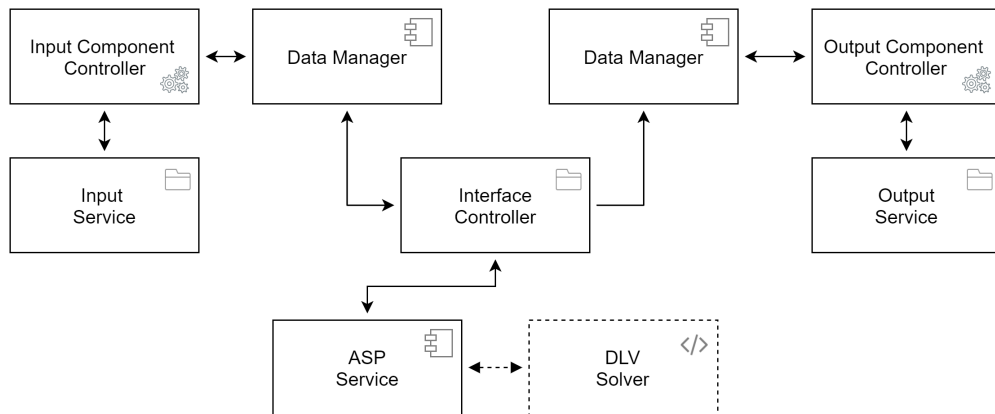 Input Component
Controller
Data Manager
Data Manager
Output Component
Controller
Input
Service
Interface
Controller
Output
Service
ASP
Service
DLV
Solver